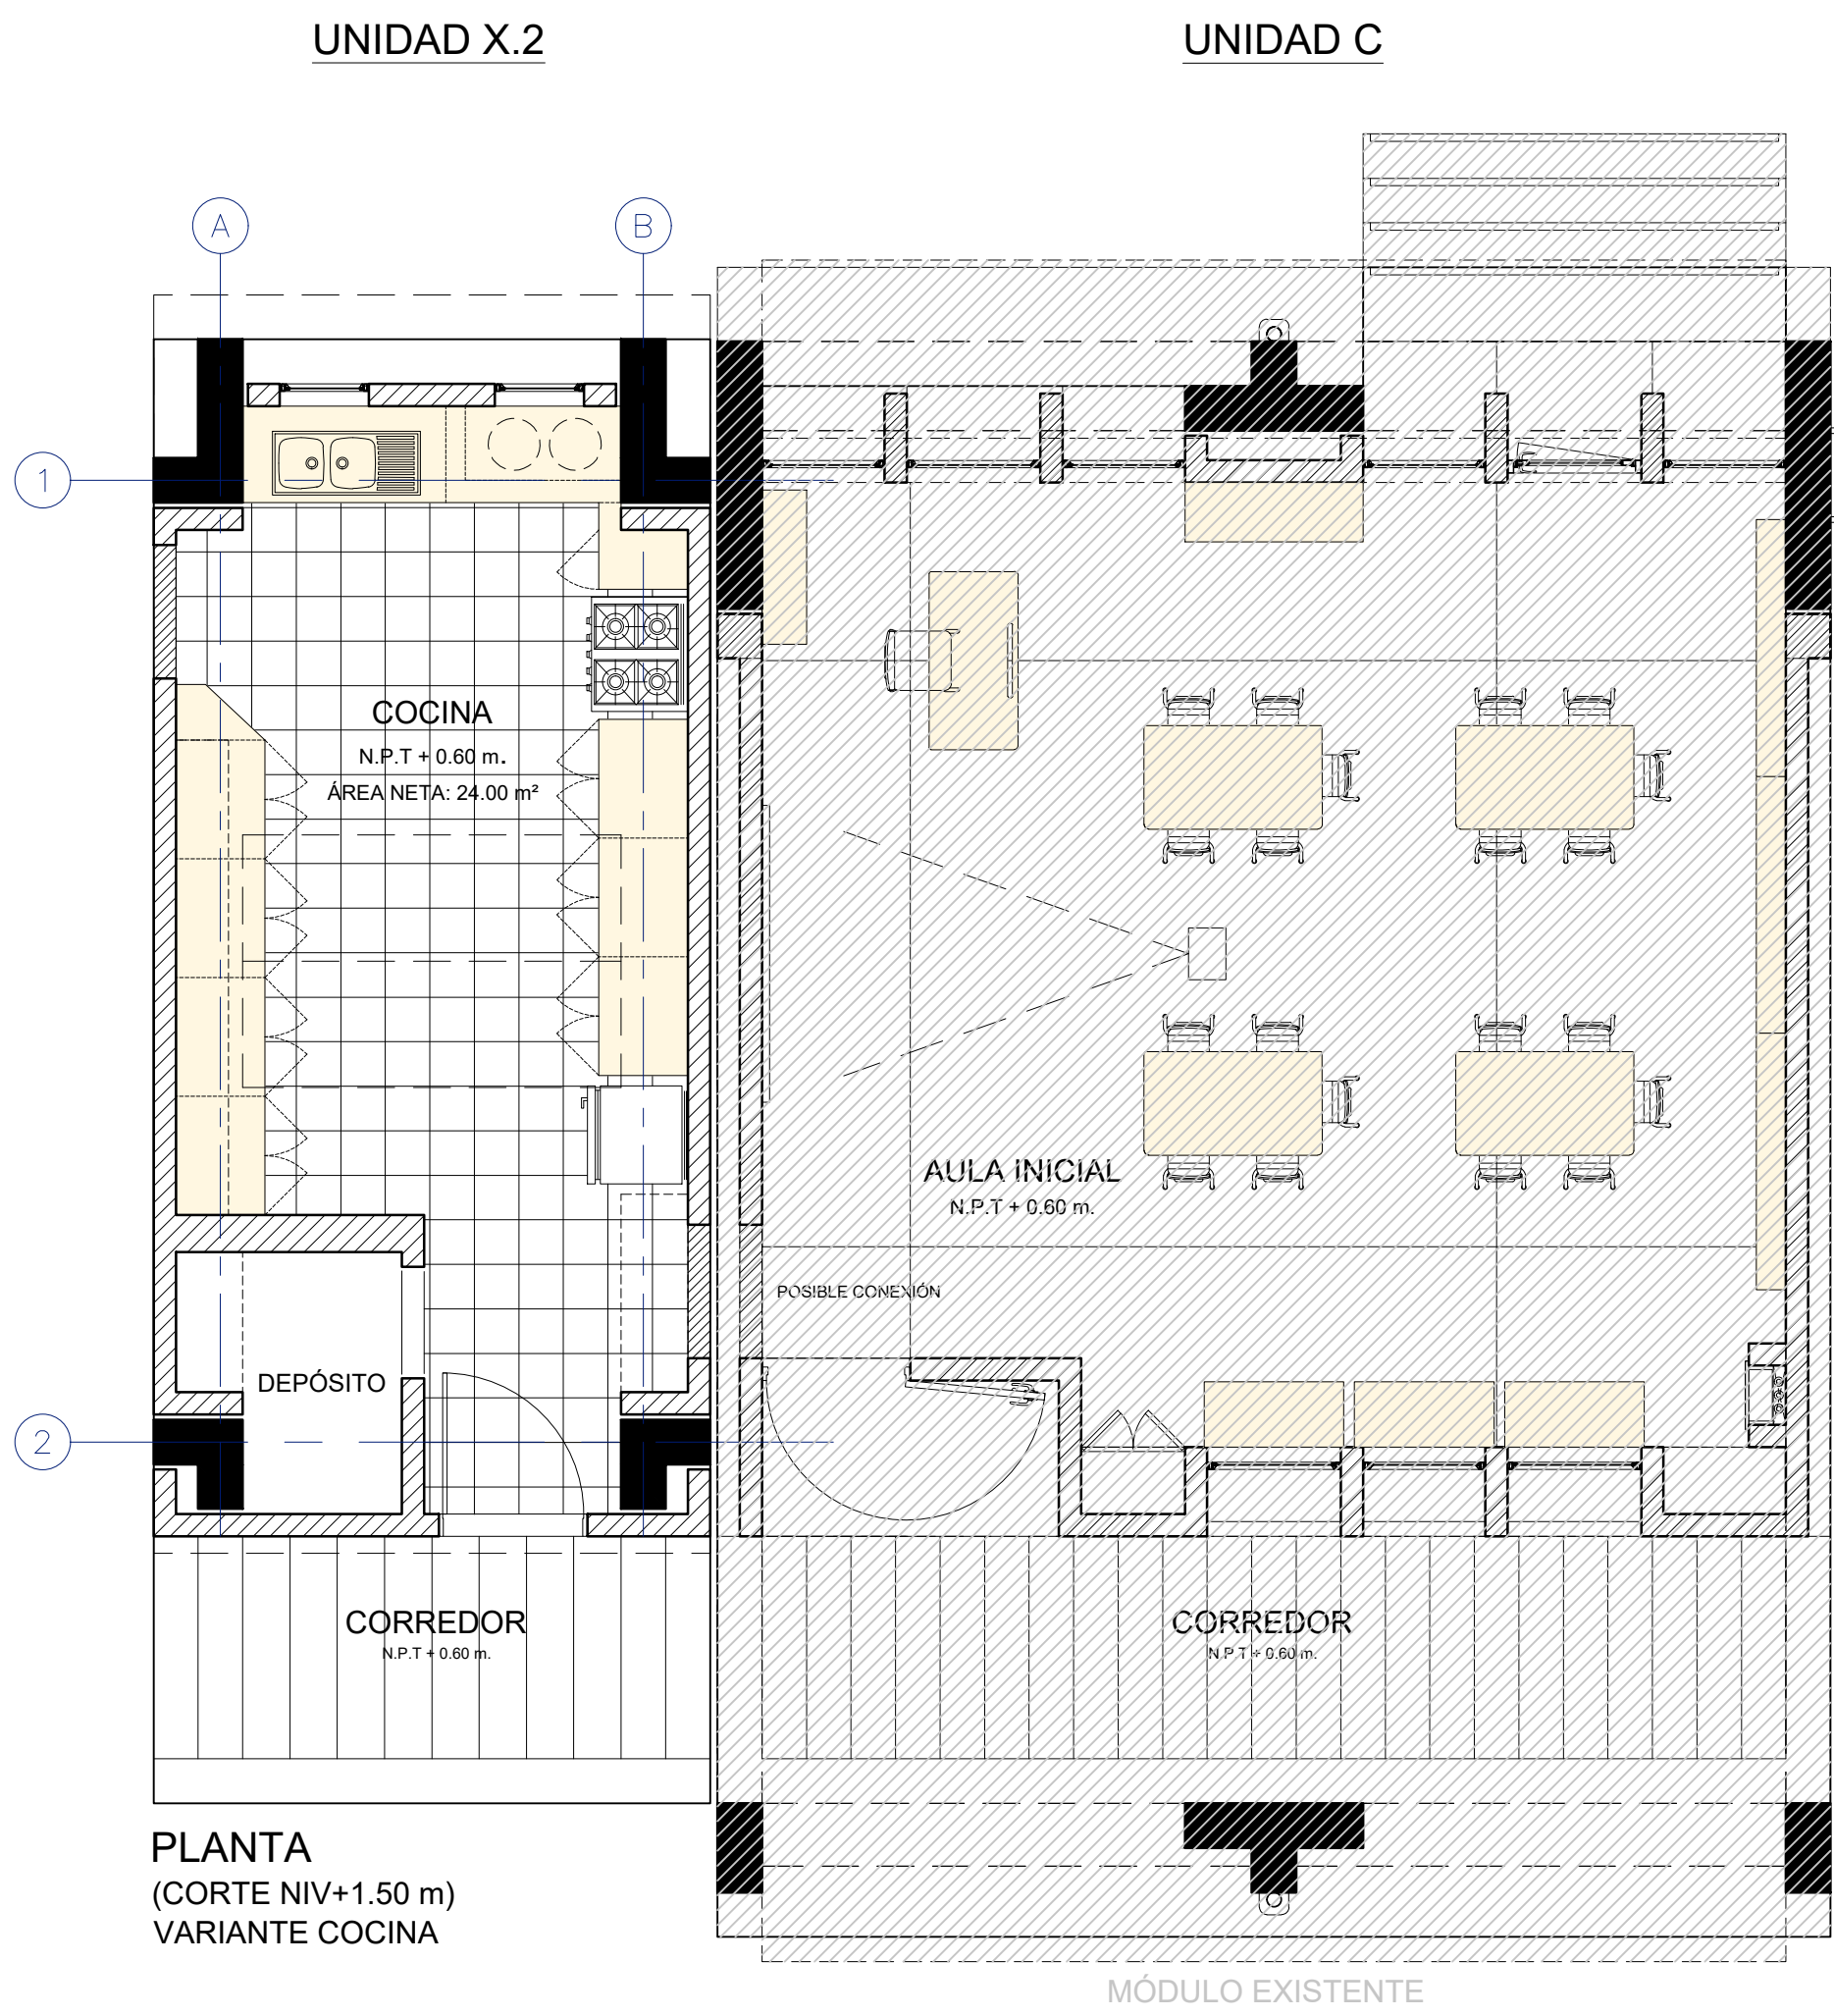 UNIDAD X.2
UNIDAD C
A
B
1
COCINA
N.P.T + 0.60 m.
ÁREA NETA: 24.00 m²
AULA INICIAL
N.P.T + 0.60 m.
POSIBLE CONEXIÓN
DEPÓSITO
2
CORREDOR
N.P.T + 0.60 m.
CORREDOR
N.P.T + 0.60 m.
PLANTA
(CORTE NIV+1.50 m)
VARIANTE COCINA
MÓDULO EXISTENTE